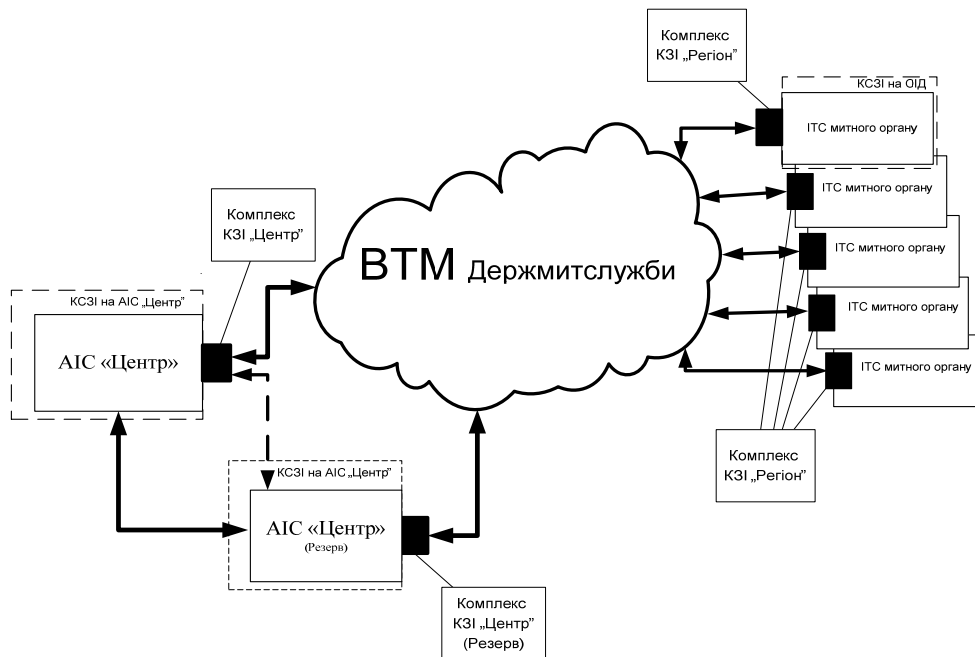 Комплекс
КЗІ „Регіон”
КСЗІ на ОІД
ІТС митного органу
ІТС митного органу
ІТС митного органу
ІТС митного органу
ІТС митного органу
Комплекс
КЗІ „Центр”
ВТМ Держмитслужби
КСЗІ на АІС „Центр”
АІС «Центр»
Комплекс
КЗІ „Регіон”
КСЗІ на АІС „Центр”
АІС «Центр»
(Резерв)
Комплекс
КЗІ „Центр”
(Резерв)